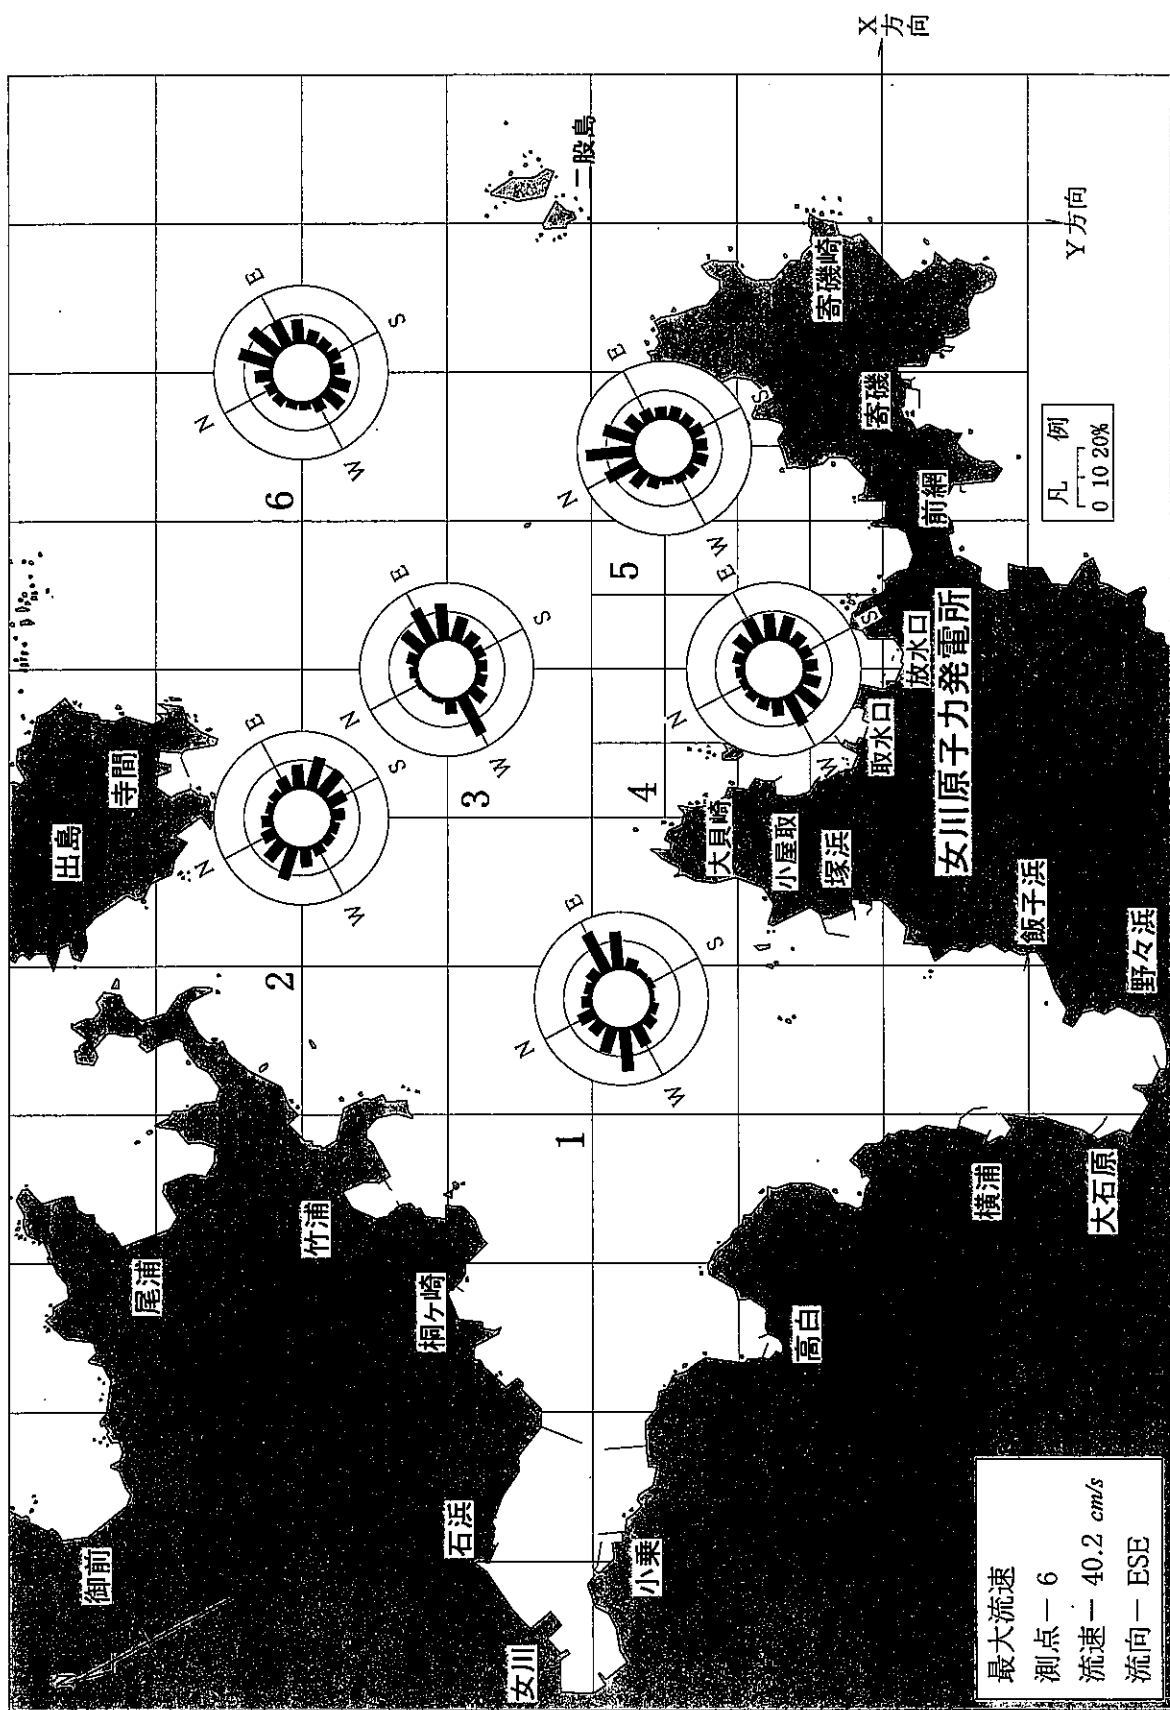 X方向
Y方向
二股島
寄磯崎
寄磯
前網
凡例
0 10 20%
6
N
E
S
W
5
N
E
S
W
3
N
E
S
W
4
N
E
S
W
2
N
E
S
W
1
N
E
S
W
出島
寺間
放水口
女川原子力発電所
取水口
大貝崎
小屋取
塚浜
飯子浜
野々浜
尾浦
竹浦
桐ヶ崎
横浦
大石原
高白
御前
石浜
小乗
女川
最大流速
測点－6
流速－40.2 cm/s
流向－ESE